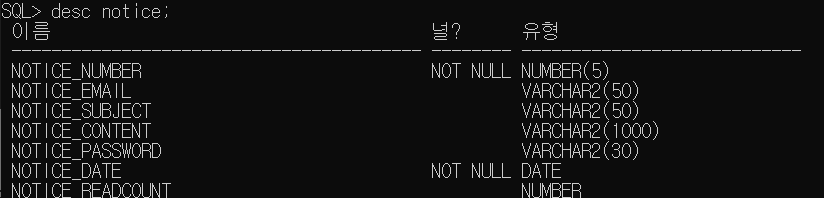 SQL> desc notice;
이름 널? 유형
----------------------------------------- -------- ----------------------------
NOTICE_NUMBER NOT NULL NUMBER(5)
NOTICE_EMAIL VARCHAR2(50)
NOTICE_SUBJECT VARCHAR2(50)
NOTICE_CONTENT VARCHAR2(1000)
NOTICE_PASSWORD VARCHAR2(30)
NOTICE_DATE NOT NULL DATE
NOTICE_READCOUNT NUMBER